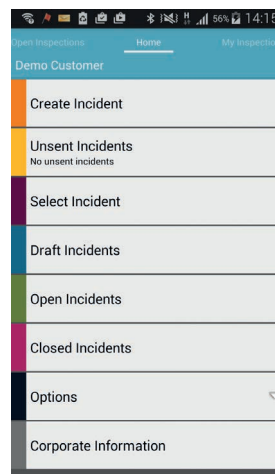 56% 14:15
Open Inspections Home My Inspectio
Demo Customer
Create Incident
Unsent Incidents
No unsent incidents
Select Incident
Draft Incidents
Open Incidents
Closed Incidents
Options
Corporate Information